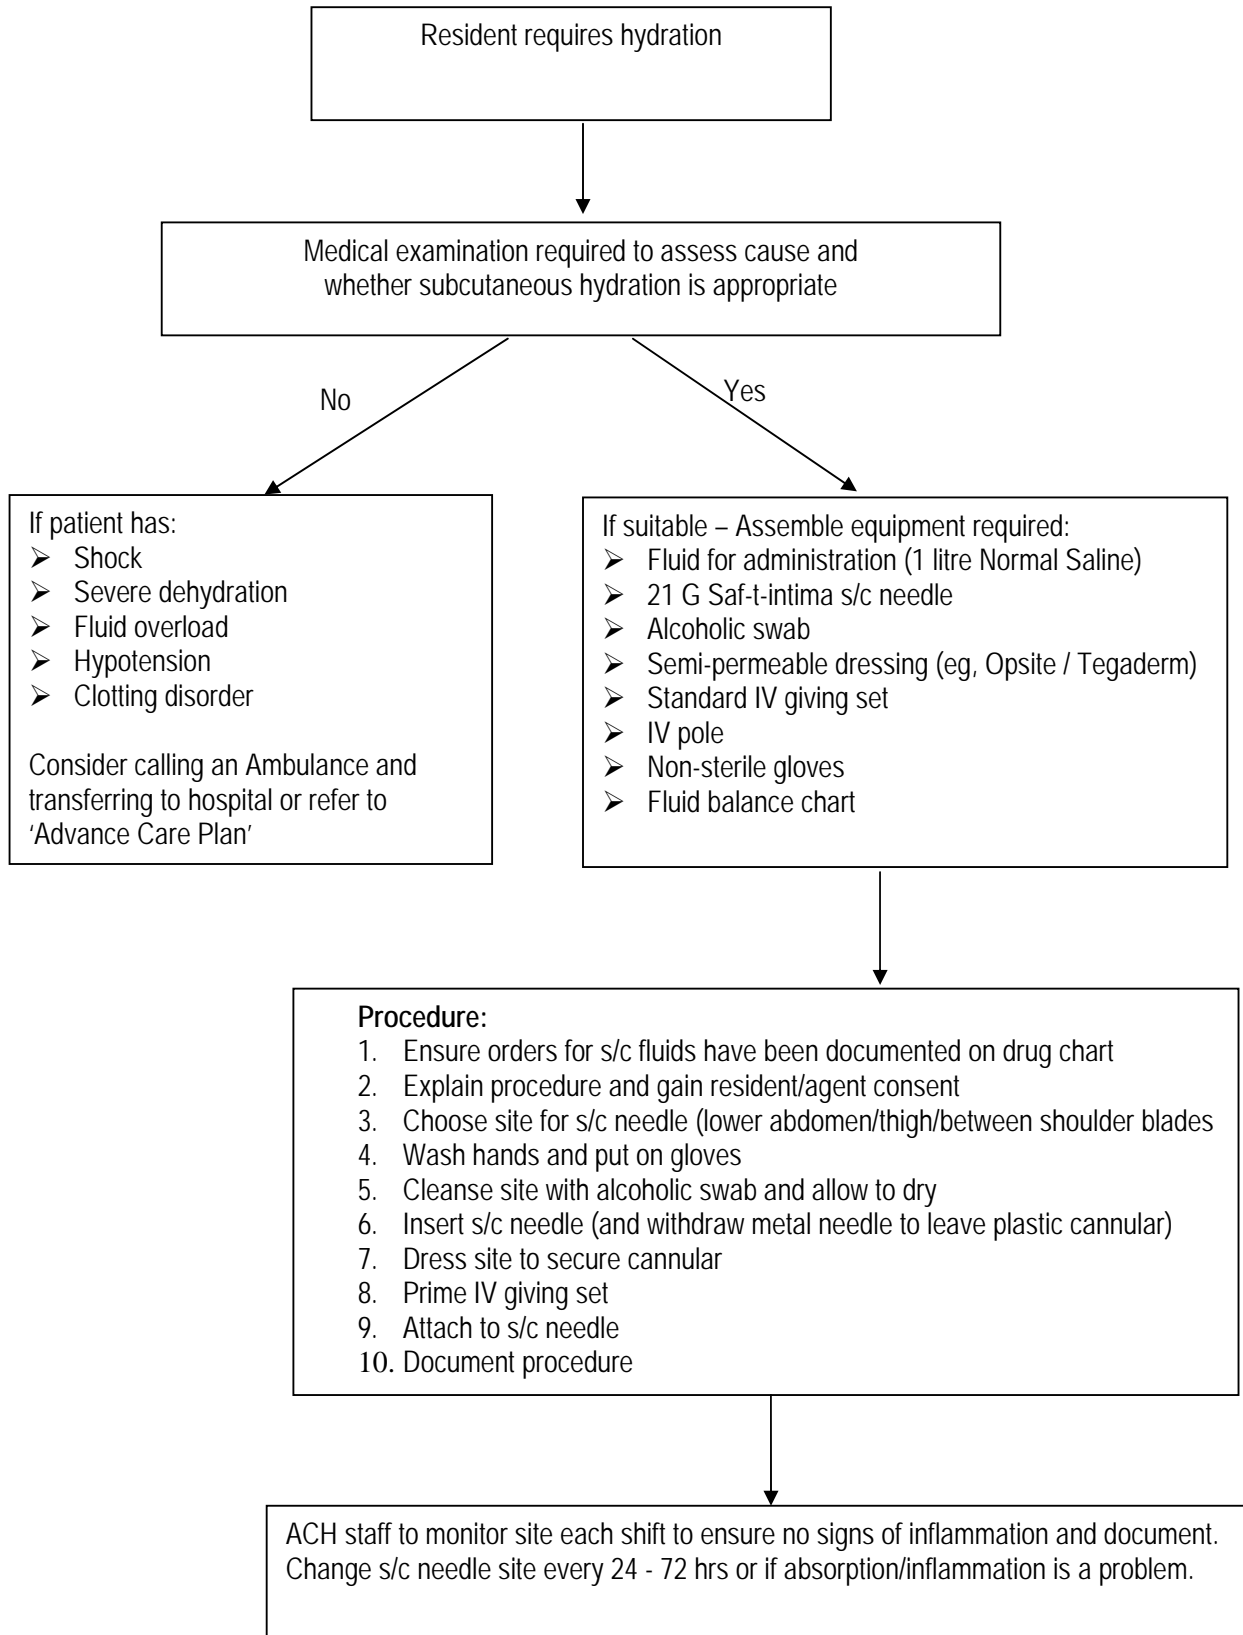 Resident requires hydration
Medical examination required to assess cause and
whether subcutaneous hydration is appropriate
No
Yes
If patient has:
➢ Shock
➢ Severe dehydration
➢ Fluid overload
➢ Hypotension
➢ Clotting disorder
Consider calling an Ambulance and
transferring to hospital or refer to
‘Advance Care Plan’
If suitable – Assemble equipment required:
➢ Fluid for administration (1 litre Normal Saline)
➢ 21 G Saf-t-intima s/c needle
➢ Alcoholic swab
➢ Semi-permeable dressing (eg, Opsite / Tegaderm)
➢ Standard IV giving set
➢ IV pole
➢ Non-sterile gloves
➢ Fluid balance chart
Procedure:
1. Ensure orders for s/c fluids have been documented on drug chart
2. Explain procedure and gain resident/agent consent
3. Choose site for s/c needle (lower abdomen/thigh/between shoulder blades
4. Wash hands and put on gloves
5. Cleanse site with alcoholic swab and allow to dry
6. Insert s/c needle (and withdraw metal needle to leave plastic cannular)
7. Dress site to secure cannular
8. Prime IV giving set
9. Attach to s/c needle
10. Document procedure
ACH staff to monitor site each shift to ensure no signs of inflammation and document.
Change s/c needle site every 24 - 72 hrs or if absorption/inflammation is a problem.